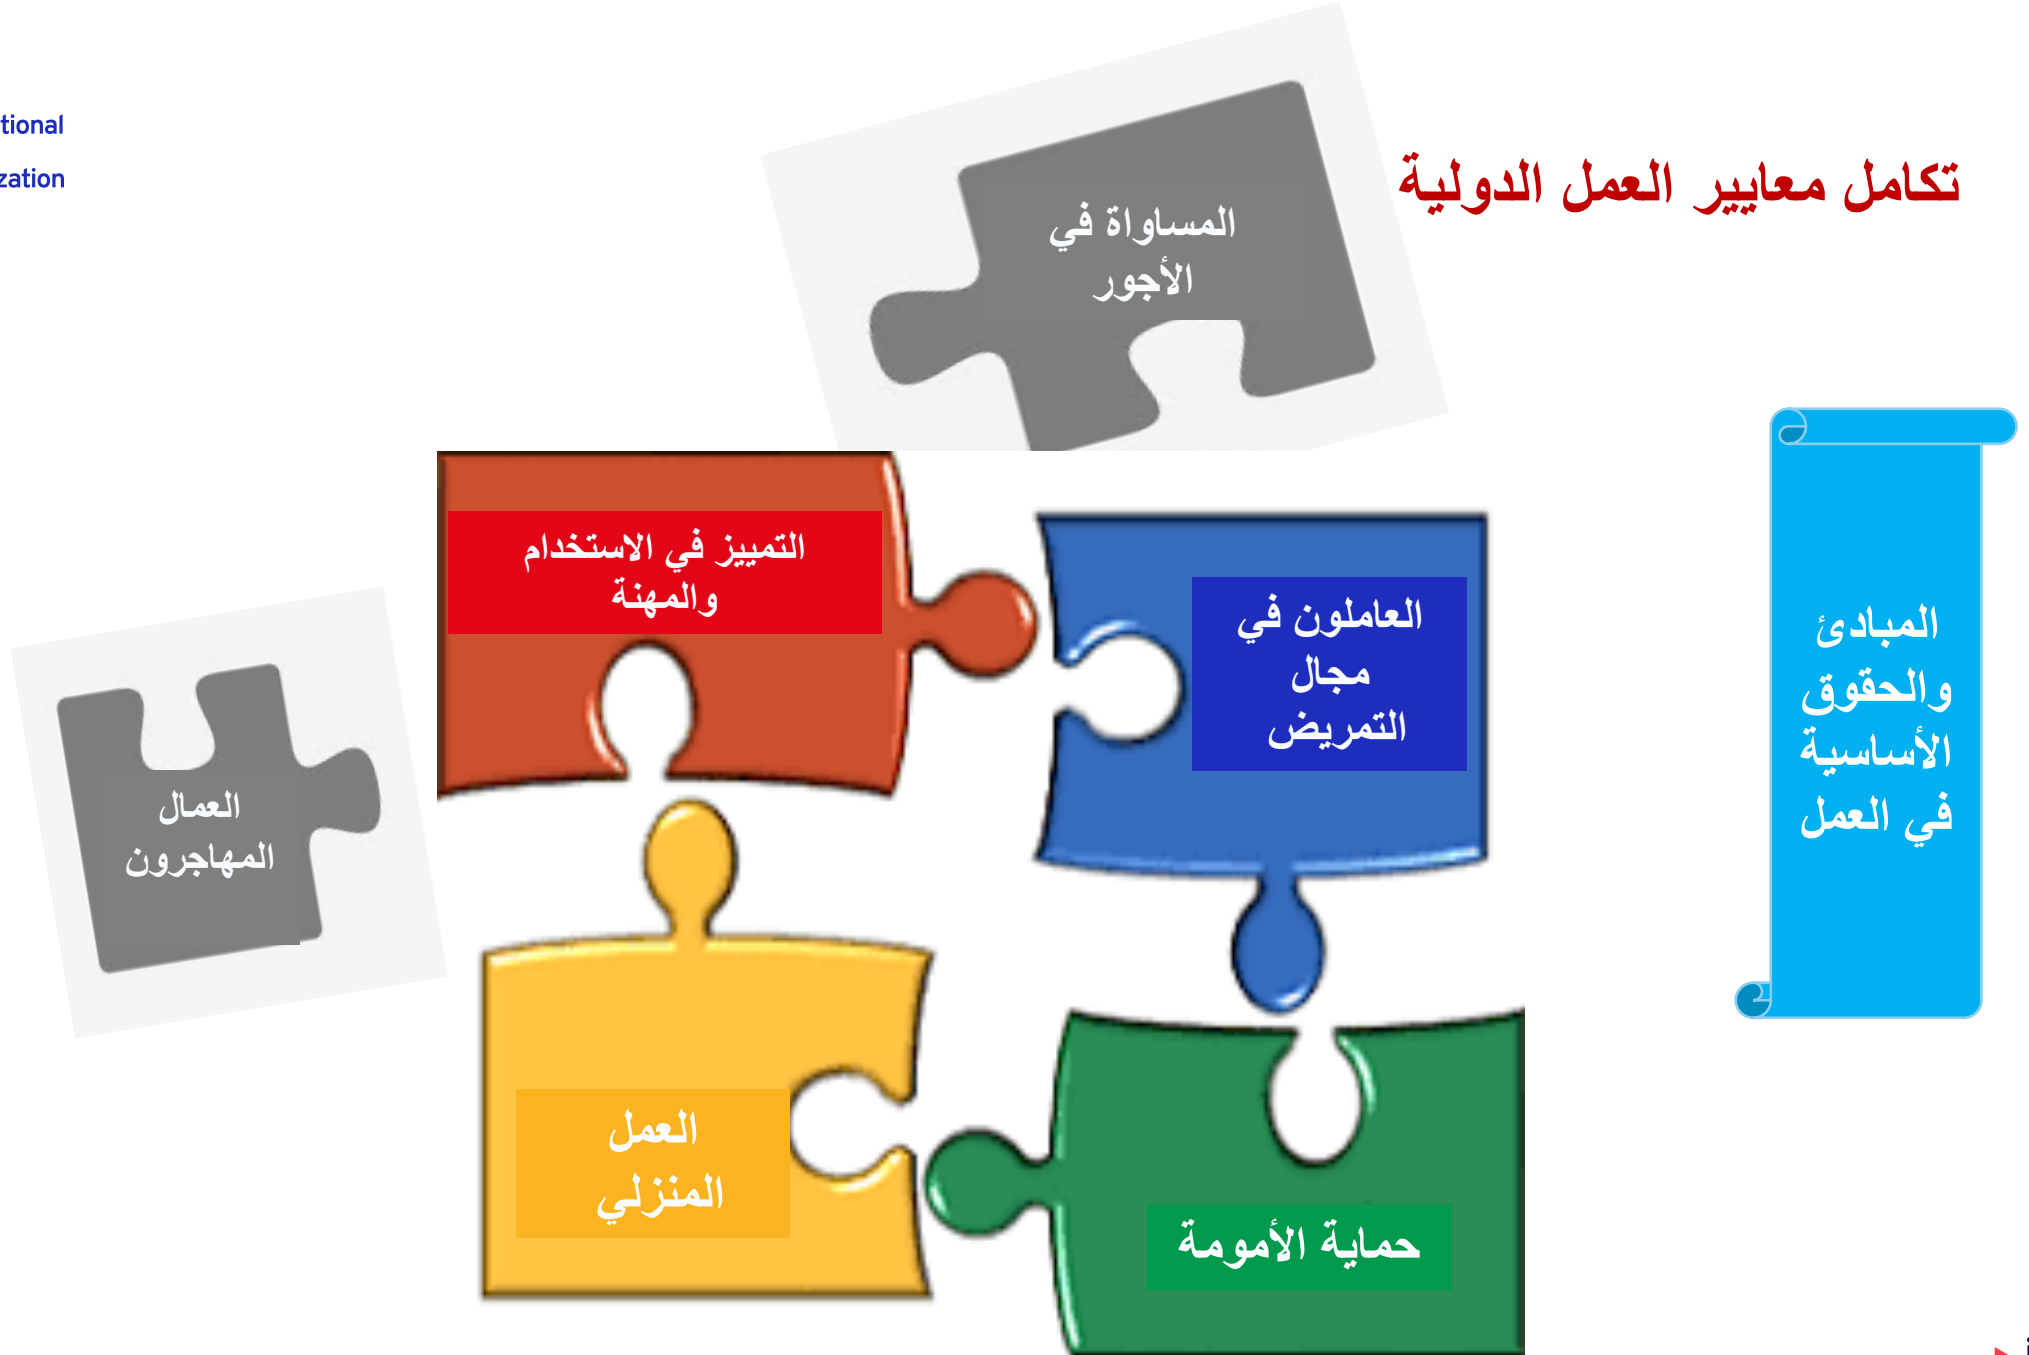 tional
zation
تكامل معايير العمل الدولية
المساواة في
الأجور
التمييز في الاستخدام
والمهنة
العاملون في
مجال
التمريض
المبادئ
والحقوق
الأساسية
في العمل
العمال
المهاجرون
العمل
المنزلي
حماية الأمومة